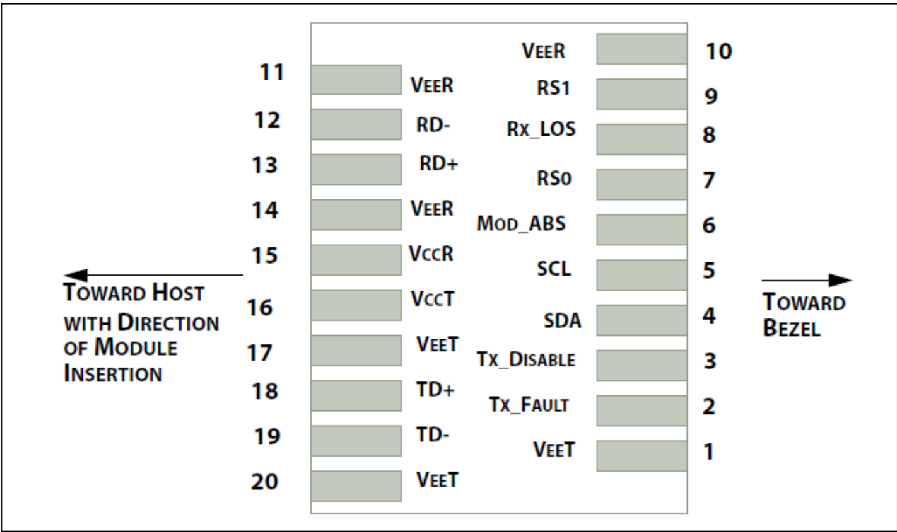 VEER 10
11 VEER
RS1 9
12 RD-
Rx_LOS 8
13 RD+
RS0 7
14 VEER
MOD_ABS 6
15 VCCR
SCL 5
TOWARD HOST
WITH DIRECTION
OF MODULE
INSERTION
16 VCCT
SDA 4
TOWARD
BEZEL
17 VEET
TX_DISABLE 3
18 TD+
TX_FAULT 2
19 TD-
VEET 1
20 VEET